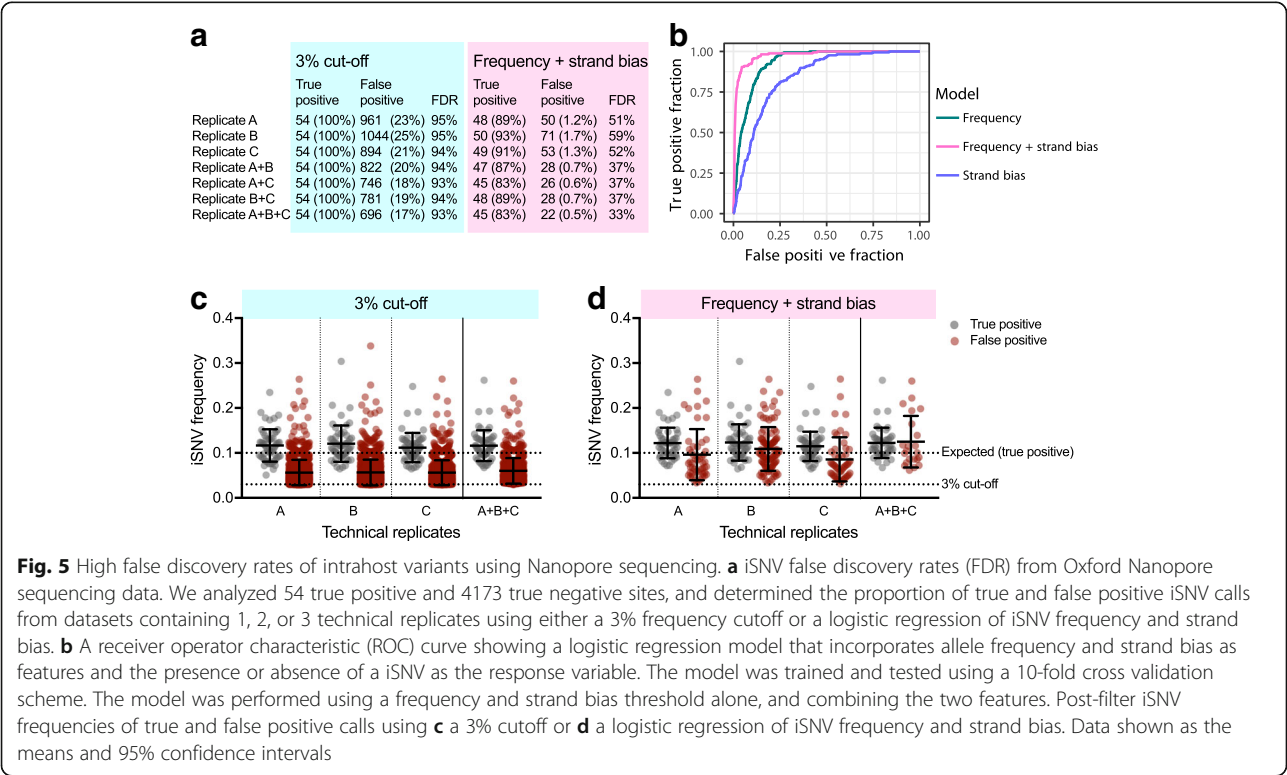 a
3% cut-off Frequency + strand bias
True positive False positive FDR True positive False positive FDR
Replicate A 54 (100%) 961 (23%) 95% 48 (89%) 50 (1.2%) 51%
Replicate B 54 (100%) 1044 (25%) 95% 50 (93%) 71 (1.7%) 59%
Replicate C 54 (100%) 894 (21%) 94% 49 (91%) 53 (1.3%) 52%
Replicate A+B 54 (100%) 822 (20%) 94% 47 (87%) 28 (0.7%) 37%
Replicate A+C 54 (100%) 746 (18%) 93% 45 (83%) 26 (0.6%) 37%
Replicate B+C 54 (100%) 781 (19%) 94% 48 (89%) 28 (0.7%) 37%
Replicate A+B+C 54 (100%) 696 (17%) 93% 45 (83%) 22 (0.5%) 33%
b
True positive fraction
1.00
0.75
0.50
0.25
0.00
0.00 0.25 0.50 0.75 1.00
False positi ve fraction
Model
Frequency
Frequency + strand bias
Strand bias
c
3% cut-off
iSNV frequency
0.4
0.3
0.2
0.1
0.0
A B C A+B+C
Technical replicates
d
Frequency + strand bias
iSNV frequency
0.4
0.3
0.2
0.1
0.0
A B C A+B+C
Technical replicates
True positive
False positive
Expected (true positive)
3% cut-off
Fig. 5 High false discovery rates of intrahost variants using Nanopore sequencing. a iSNV false discovery rates (FDR) from Oxford Nanopore
sequencing data. We analyzed 54 true positive and 4173 true negative sites, and determined the proportion of true and false positive iSNV calls
from datasets containing 1, 2, or 3 technical replicates using either a 3% frequency cutoff or a logistic regression of iSNV frequency and strand
bias. b A receiver operator characteristic (ROC) curve showing a logistic regression model that incorporates allele frequency and strand bias as
features and the presence or absence of a iSNV as the response variable. The model was trained and tested using a 10-fold cross validation
scheme. The model was performed using a frequency and strand bias threshold alone, and combining the two features. Post-filter iSNV
frequencies of true and false positive calls using c a 3% cutoff or d a logistic regression of iSNV frequency and strand bias. Data shown as the
means and 95% confidence intervals